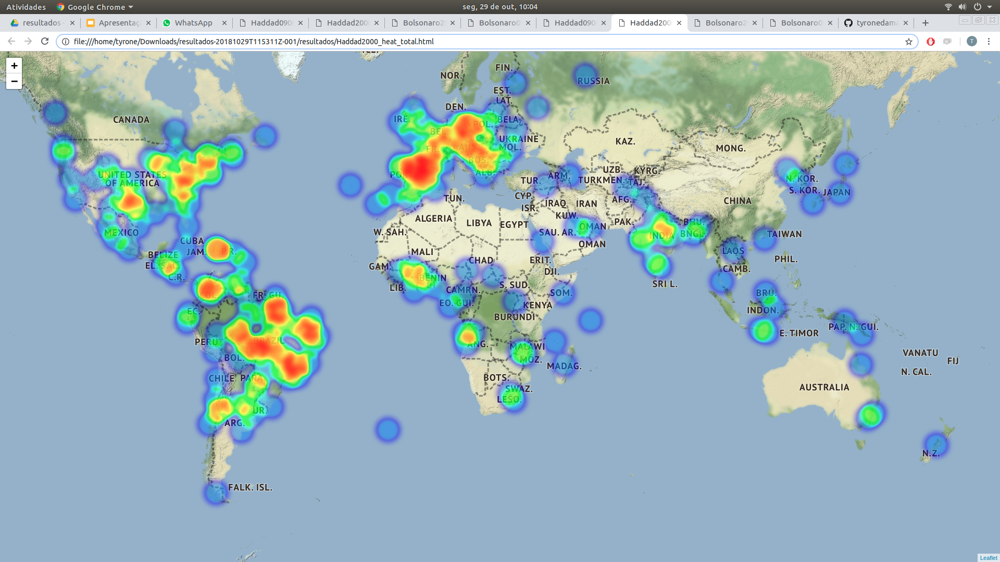 Atividades
Google Chrome
seg, 29 de out, 10:04
resultados -
Apresentaç
WhatsApp
Haddad090
Haddad200
Bolsonaro2
Bolsonaro0
Haddad090
Haddad200
Bolsonaro2
Bolsonaro0
tyronedama
file:///home/tyrone/Downloads/resultados-20181029T115311Z-001/resultados/Haddad2000_heat_total.html
T
+
−
FIN.
NOR.
RUSSIA
EST.
LAT.
DEN.
CANADA
IRE.
BELA.
POL.
BEL.
UKRAINE
KAZ.
MOL.
MONG.
FR.
AUS.
BOS.
UNITED STATES
OF AMERICA
ALB.
UZB.
KYRG.
ARM.
TUR.
TURKMEN.
TAJ.
N. KOR.
S. KOR.
JAPAN
TUN.
CYP.
AFG.
CHINA
ISR.
IRAQ
IRAN
KUW.
ALGERIA
LIBYA
EGYPT
PAK.
BHU.
W. SAH.
SAU. AR.
OMAN
MEXICO
INDIA
BNGL.
TAIWAN
CUBA
OMAN
JAM.
P.R.
MALI
LAOS
BELIZE
CHAD
ERIT.
PHIL.
EL. SAL.
GAM.
CAMB.
DJI.
C.R.
BENIN
LIB.
S. SUD.
SRI L.
COL.
FR. GU.
CAMRN.
SOM.
BRU.
EO. GUI.
KENYA
EC.
INDON.
BURUNDI
PAP. N. GUI.
E. TIMOR
PERU
BRAZIL
ANG.
MALAWI
VANATU
BOL.
MOZ.
FIJ
MADAG.
N. CAL.
CHILE
PARA.
BOTS.
SWAZ.
AUSTRALIA
LESO.
UR.
ARG.
N.Z.
FALK. ISL.
Leaflet